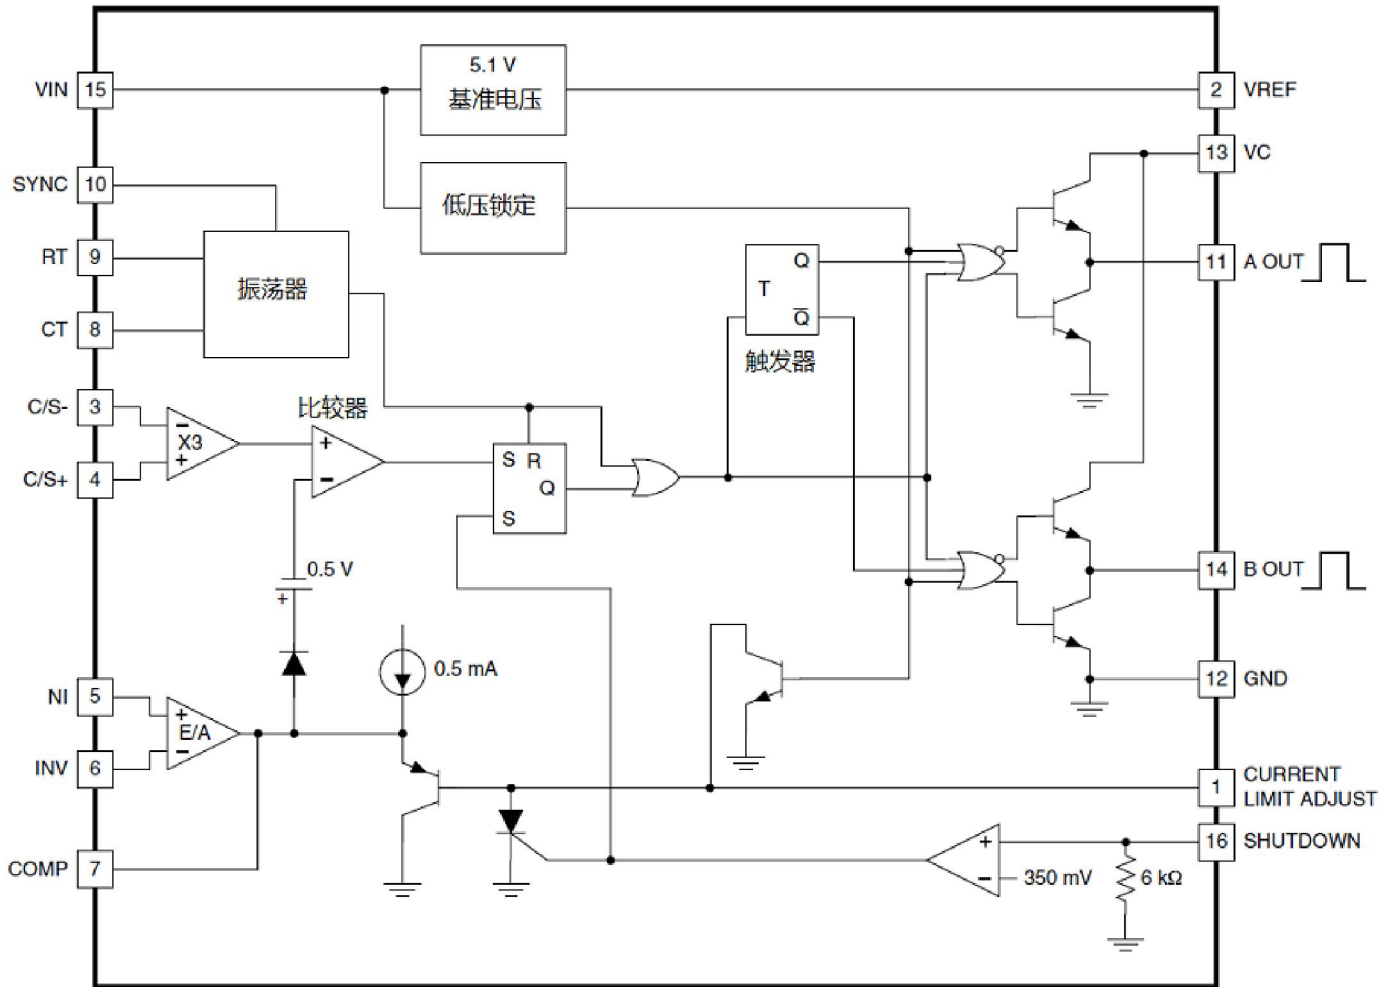 VIN 15
5.1 V
基准电压
2 VREF
13 VC
SYNC 10
低压锁定
RT 9
振荡器
Q
T
Q̅
触发器
11 A OUT
CT 8
C/S- 3
比较器
−
X3
+
+
−
C/S+ 4
S R
Q
S
0.5 V
+
14 B OUT
0.5 mA
NI 5
+
E/A
−
12 GND
INV 6
1 CURRENT
LIMIT ADJUST
COMP 7
+
−
350 mV
6 kΩ
16 SHUTDOWN